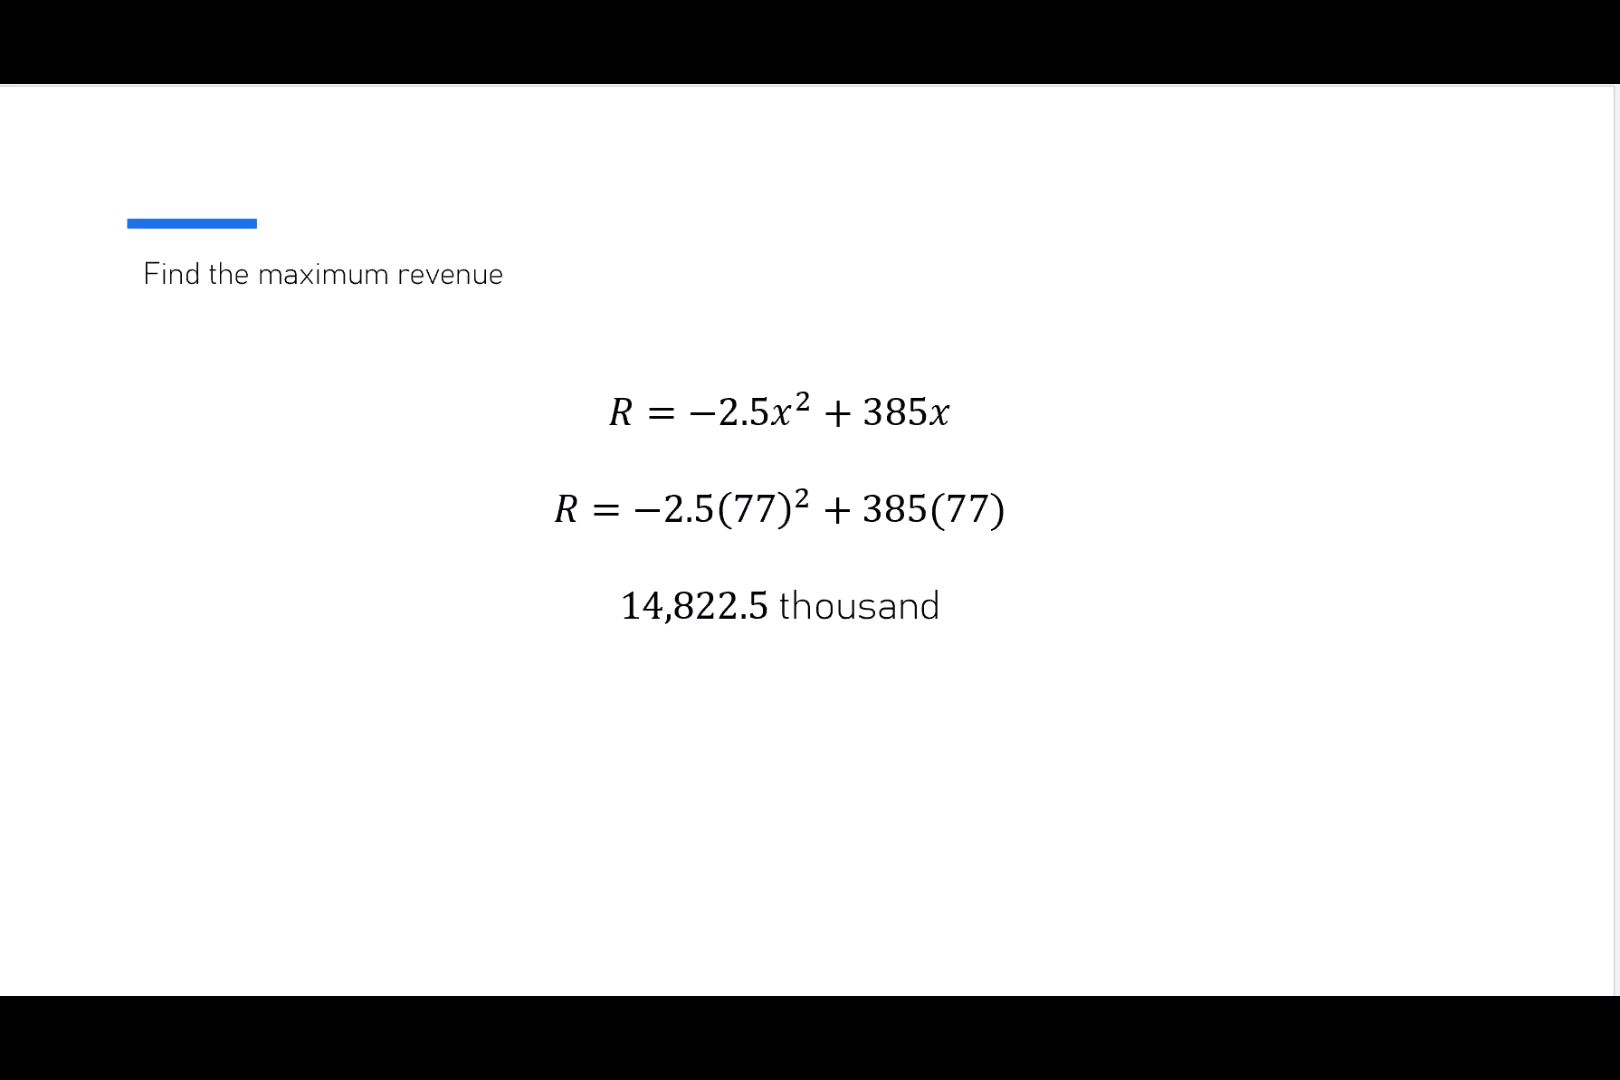 Find the maximum revenue
R = −2.5x² + 385x
R = −2.5(77)² + 385(77)
14,822.5 thousand